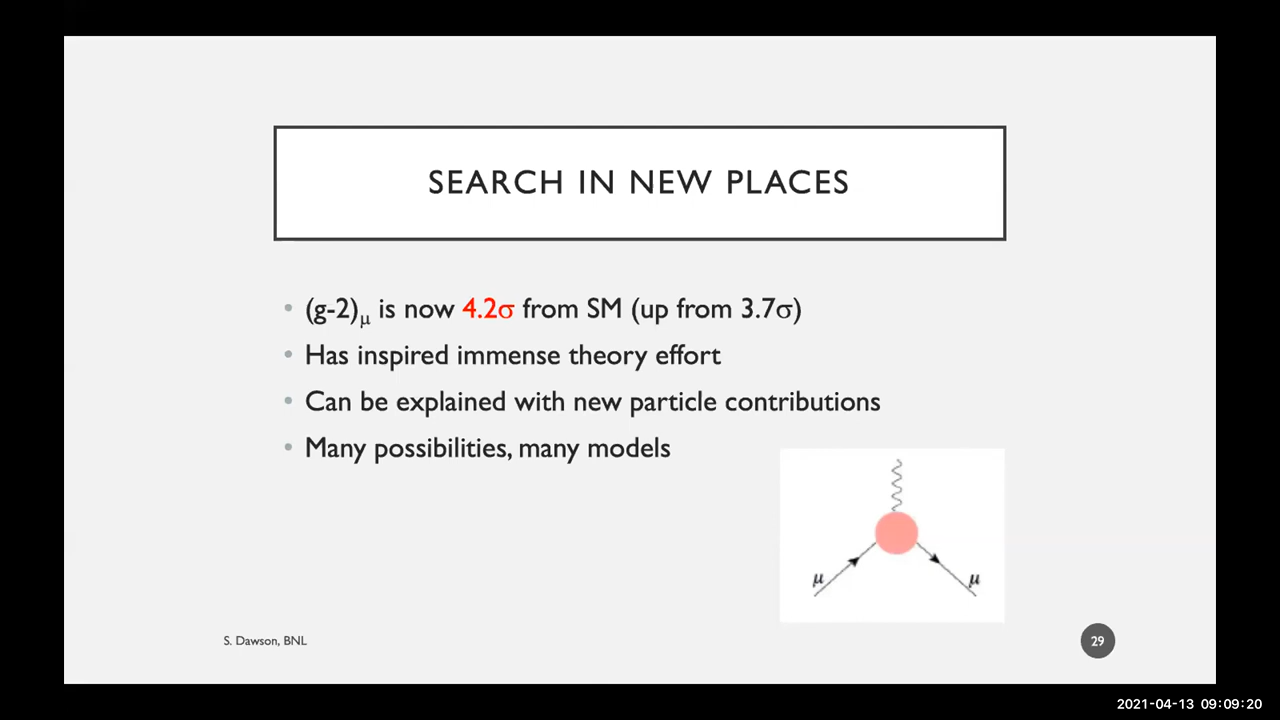 SEARCH IN NEW PLACES
• (g-2)μ is now 4.2σ from SM (up from 3.7σ)
• Has inspired immense theory effort
• Can be explained with new particle contributions
• Many possibilities, many models
μ μ
S. Dawson, BNL
29
2021-04-13 09:09:20